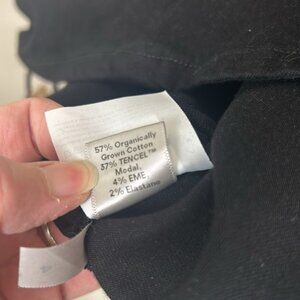 57% Organically
Grown Cotton
37% TENCEL™
Modal,
4% EME,
2% Elastane